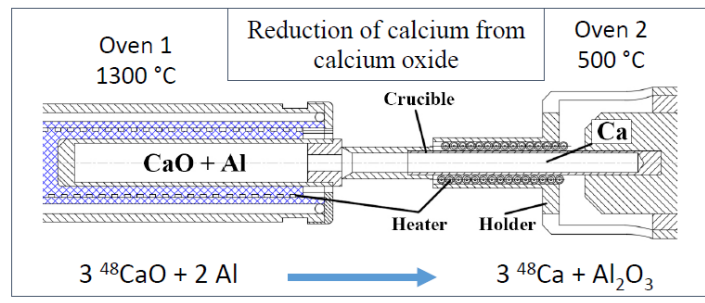 Oven 1
1300 °C
Reduction of calcium from
calcium oxide
Oven 2
500 °C
Crucible
Ca
CaO + Al
Heater
Holder
3 ⁴⁸CaO + 2 Al
3 ⁴⁸Ca + Al₂O₃